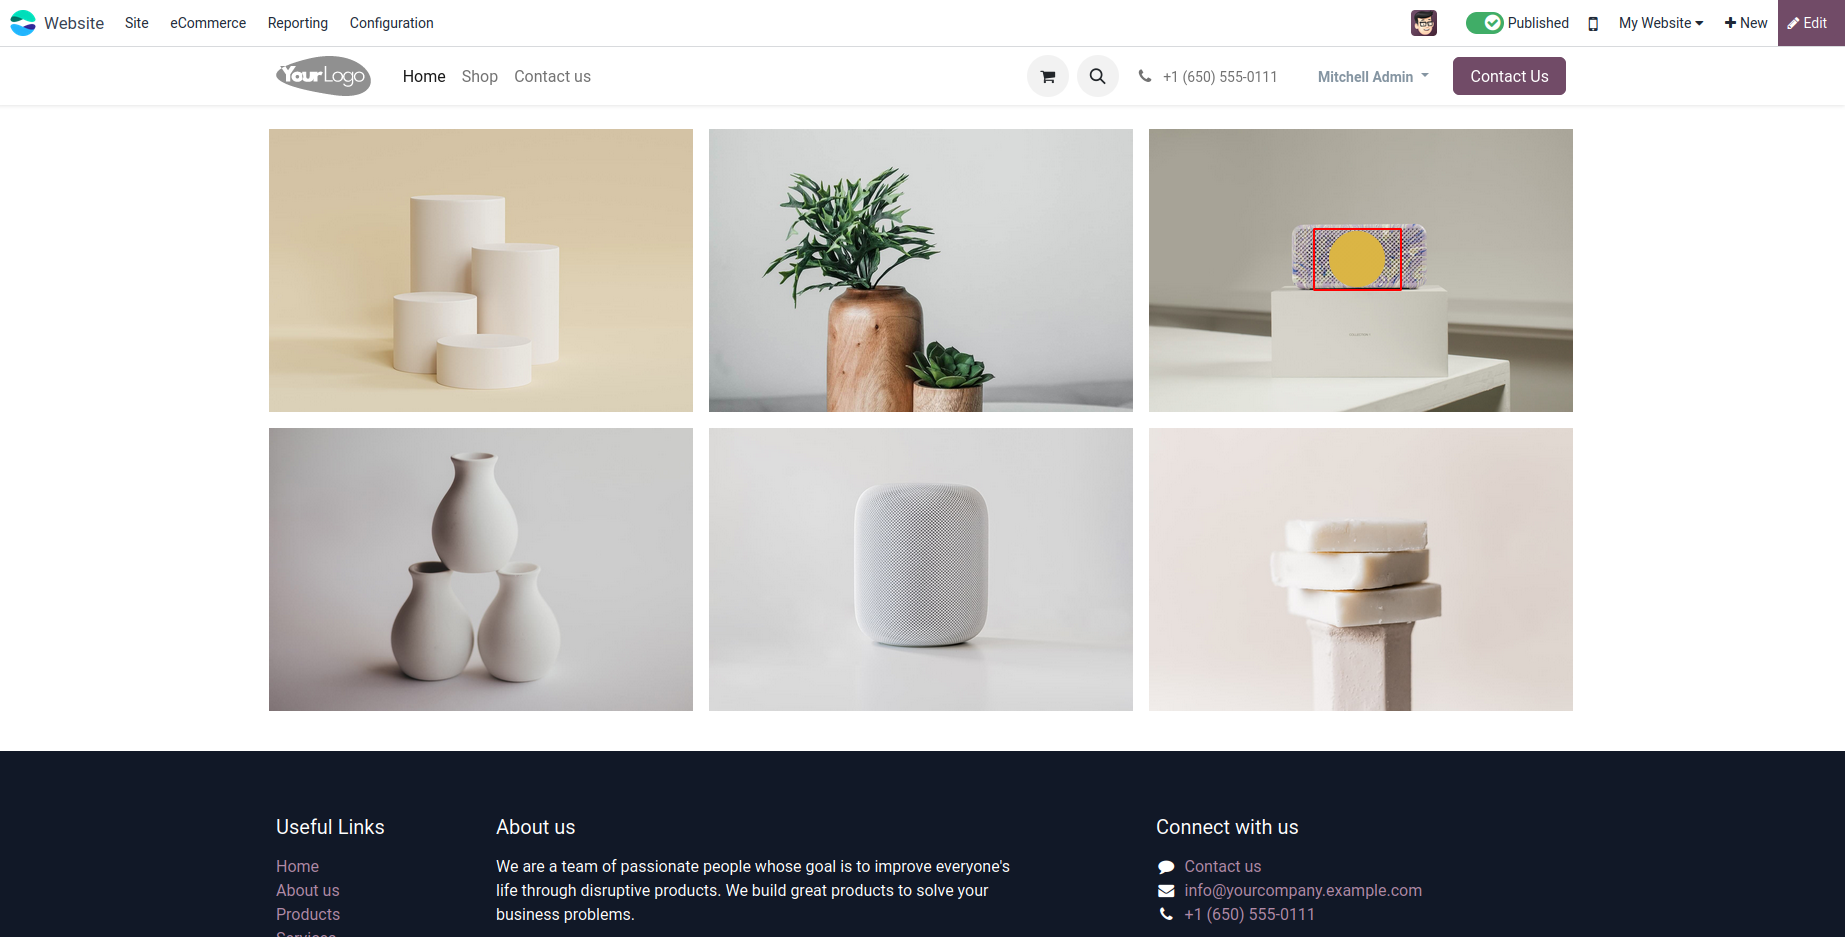 Website Site eCommerce Reporting Configuration Published My Website New Edit
YourLogo Home Shop Contact us +1 (650) 555-0111 Mitchell Admin Contact Us
Useful Links
Home
About us
Products
Services
About us
We are a team of passionate people whose goal is to improve everyone's
life through disruptive products. We build great products to solve your
business problems.
Connect with us
Contact us
info@yourcompany.example.com
+1 (650) 555-0111